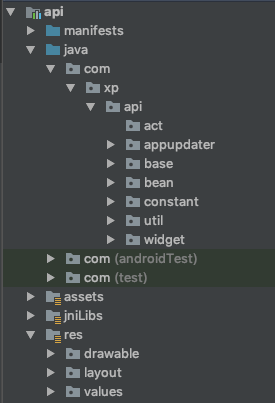 api
manifests
java
com
xp
api
act
appupdater
base
bean
constant
util
widget
com (androidTest)
com (test)
assets
jniLibs
res
drawable
layout
values